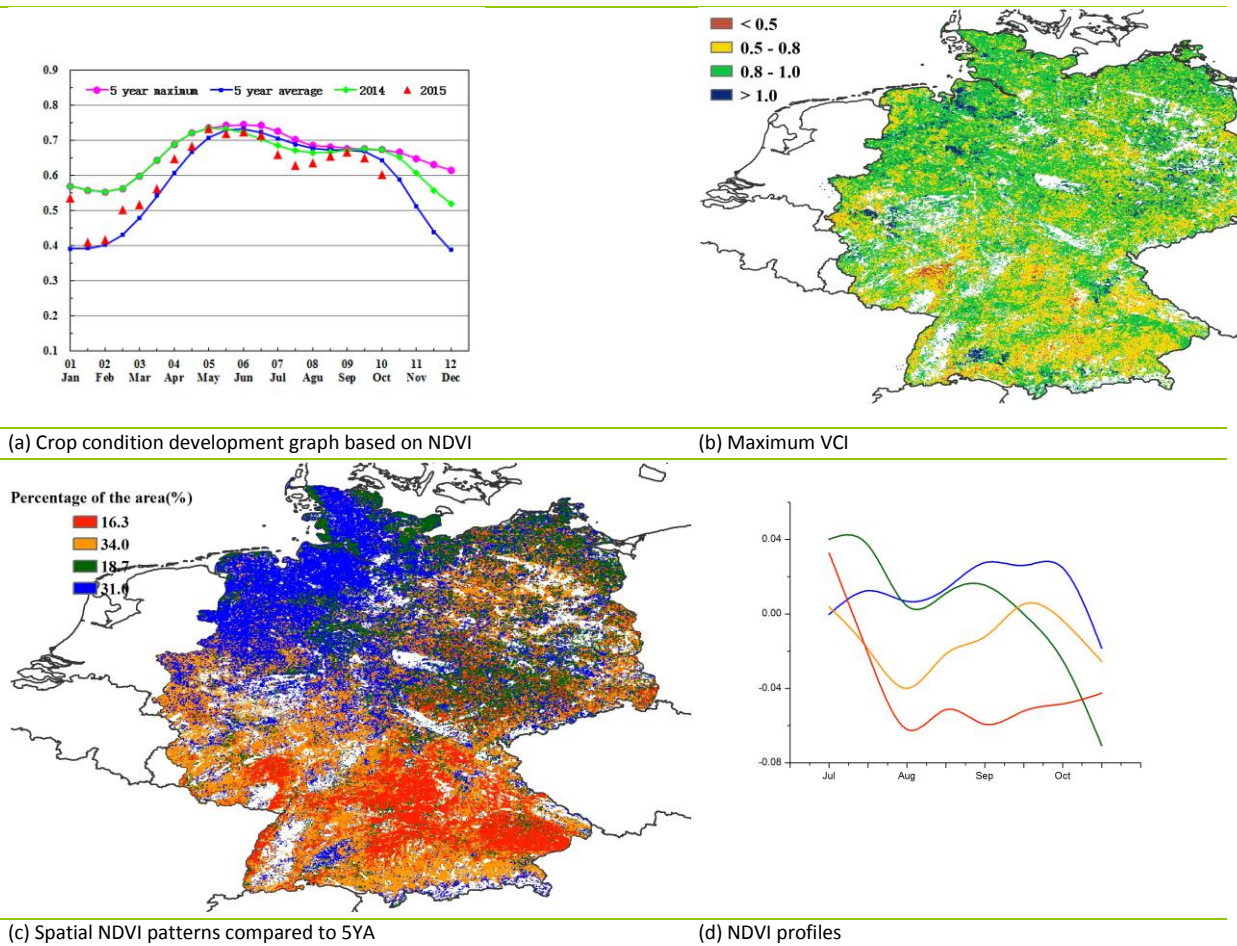 0.9
0.8
0.7
0.6
0.5
0.4
0.3
0.2
0.1
5 year maximum 5 year average 2014 2015
01 02 03 04 05 06 07 08 09 10 11 12
Jan Feb Mar Apr May Jun Jul Agu Sep Oct Nov Dec
< 0.5
0.5 - 0.8
0.8 - 1.0
> 1.0
(a) Crop condition development graph based on NDVI
(b) Maximum VCI
Percentage of the area(%)
16.3
34.0
18.7
31.0
0.04
0.00
-0.04
-0.08
Jul Aug Sep Oct
(c) Spatial NDVI patterns compared to 5YA
(d) NDVI profiles